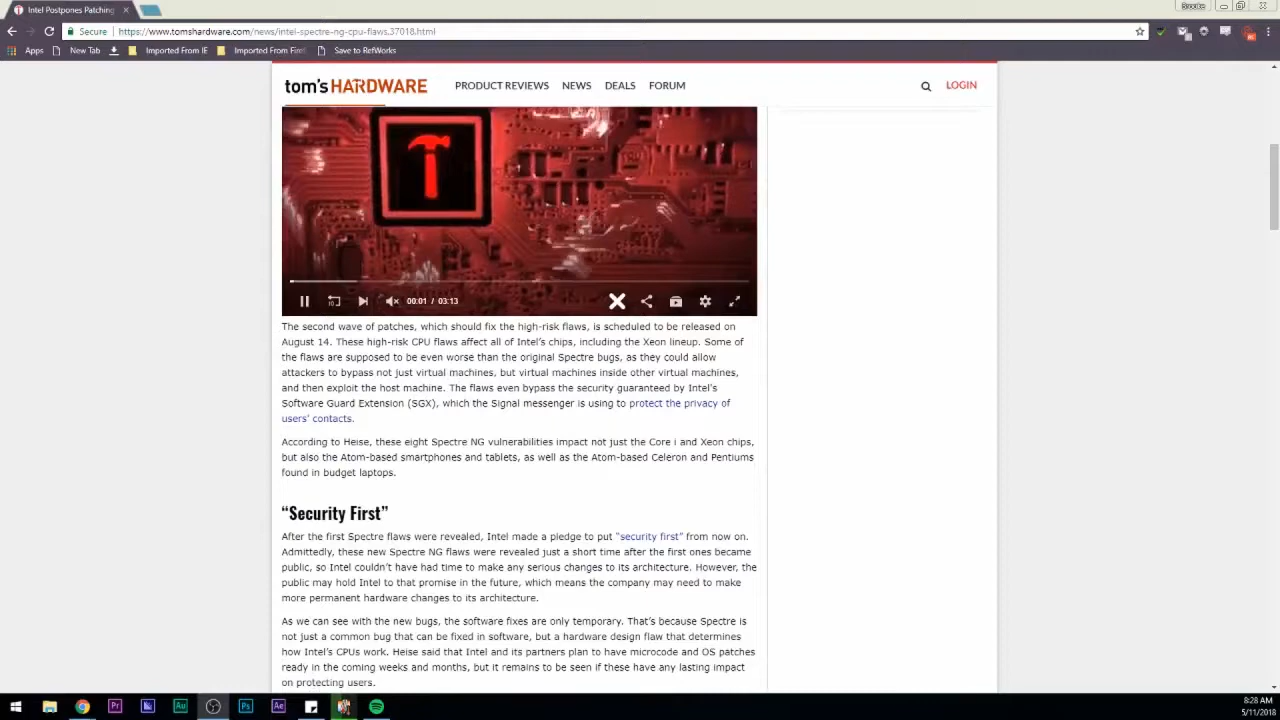 Intel Postpones Patching
Secure
https://www.tomshardware.com/news/intel-spectre-ng-cpu-flaws,37018.html
Apps
New Tab
Imported From IE
Imported From Firef
Save to RefWorks
tom's HARDWARE
PRODUCT REVIEWS
NEWS
DEALS
FORUM
LOGIN
10
00:01 / 03:13
The second wave of patches, which should fix the high-risk flaws, is scheduled to be released on
August 14. These high-risk CPU flaws affect all of Intel's chips, including the Xeon lineup. Some of
the flaws are supposed to be even worse than the original Spectre bugs, as they could allow
attackers to bypass not just virtual machines, but virtual machines inside other virtual machines,
and then exploit the host machine. The flaws even bypass the security guaranteed by Intel's
Software Guard Extension (SGX), which the Signal messenger is using to protect the privacy of
users' contacts.
According to Heise, these eight Spectre NG vulnerabilities impact not just the Core i and Xeon chips,
but also the Atom-based smartphones and tablets, as well as the Atom-based Celeron and Pentiums
found in budget laptops.
“Security First”
After the first Spectre flaws were revealed, Intel made a pledge to put “security first” from now on.
Admittedly, these new Spectre NG flaws were revealed just a short time after the first ones became
public, so Intel couldn’t have had time to make any serious changes to its architecture. However, the
public may hold Intel to that promise in the future, which means the company may need to make
more permanent hardware changes to its architecture.
As we can see with the new bugs, the software fixes are only temporary. That’s because Spectre is
not just a common bug that can be fixed in software, but a hardware design flaw that determines
how Intel’s CPUs work. Heise said that Intel and its partners plan to have microcode and OS patches
ready in the coming weeks and months, but it remains to be seen if these have any lasting impact
on protecting users.
Pr
Au
Ps
Ae
8:28 AM
5/11/2018